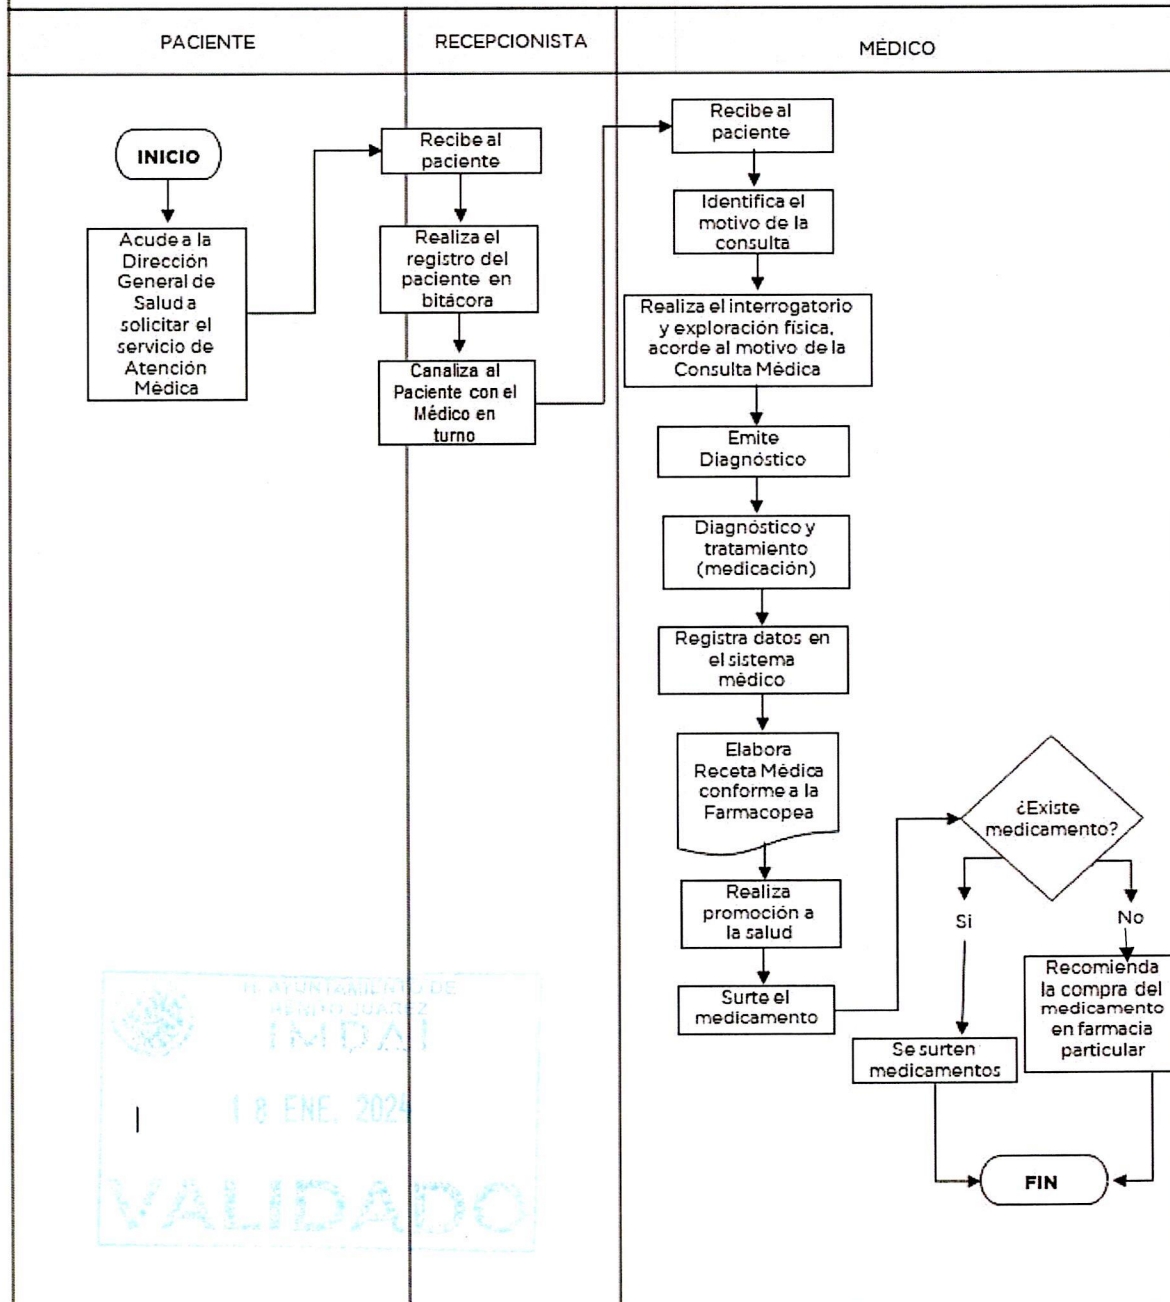 PACIENTE
RECEPCIONISTA
MÉDICO
INICIO
Acude a la
Dirección
General de
Salud a
solicitar el
servicio de
Atención
Médica
Recibe al
paciente
Realiza el
registro del
paciente en
bitácora
Canaliza al
Paciente con el
Médico en
turno
Recibe al
paciente
Identifica el
motivo de la
consulta
Realiza el interrogatorio
y exploración física,
acorde al motivo de la
Consulta Médica
Emite
Diagnóstico
Diagnóstico y
tratamiento
(medicación)
Registra datos en
el sistema
médico
Elabora
Receta Médica
conforme a la
Farmacopea
Realiza
promoción a
la salud
Surte el
medicamento
¿Existe
medicamento?
Si
No
Se surten
medicamentos
Recomienda
la compra del
medicamento
en farmacia
particular
FIN
H. AYUNTAMIENTO DE
BENITO JUAREZ
IMDAI
18 ENE. 2024
VALIDADO